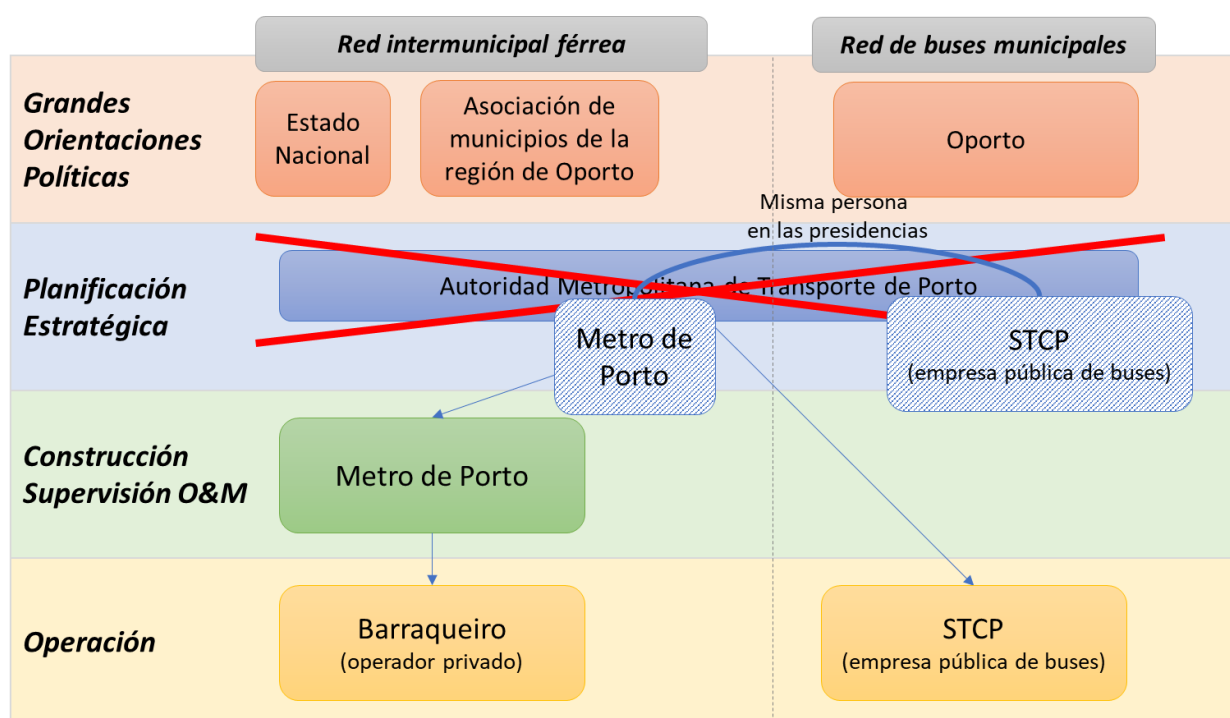 Red intermunicipal férrea
Red de buses municipales
Grandes
Orientaciones
Políticas
Estado
Nacional
Asociación de
municipios de la
región de Oporto
Oporto
Misma persona
en las presidencias
Planificación
Estratégica
Autoridad Metropolitana de Transporte de Porto
Metro de
Porto
STCP
(empresa pública de buses)
Construcción
Supervisión O&M
Metro de Porto
Operación
Barraqueiro
(operador privado)
STCP
(empresa pública de buses)